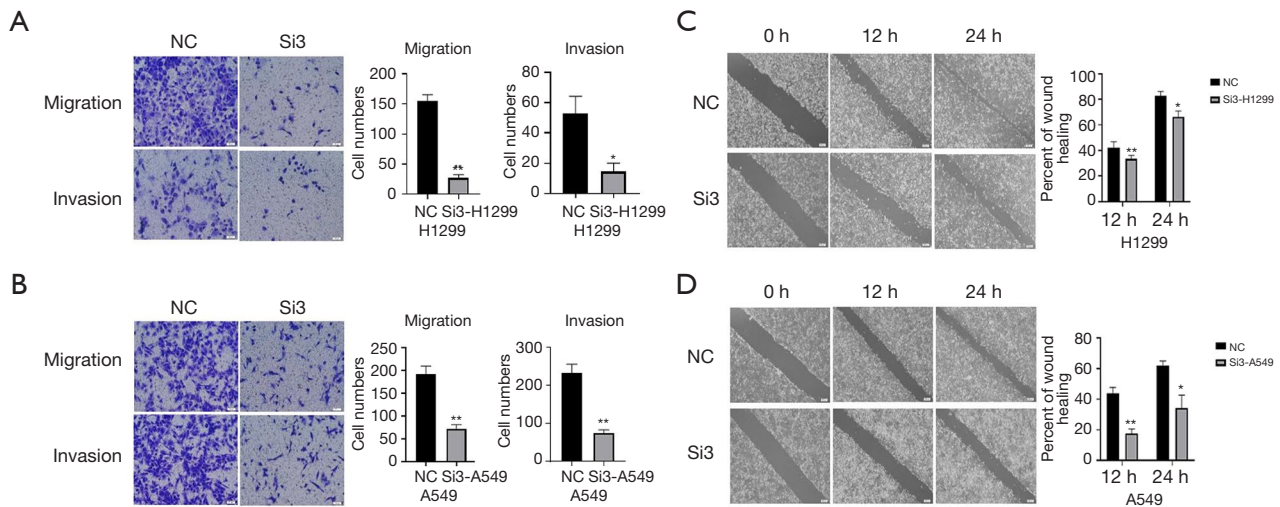 A
NC Si3
Migration
Invasion
Migration
Cell numbers
200
150
100
50
0
**
NC Si3-H1299
H1299
Invasion
Cell numbers
80
60
40
20
0
*
NC Si3-H1299
H1299
B
NC Si3
Migration
Invasion
Migration
Cell numbers
250
200
150
100
50
0
**
NC Si3-A549
A549
Invasion
Cell numbers
300
200
100
0
**
NC Si3-A549
A549
C
0 h 12 h 24 h
NC
Si3
Percent of wound
healing
100
80
60
40
20
0
**
*
12 h 24 h
H1299
NC
Si3-H1299
D
0 h 12 h 24 h
NC
Si3
Percent of wound
healing
80
60
40
20
0
**
*
12 h 24 h
A549
NC
Si3-A549